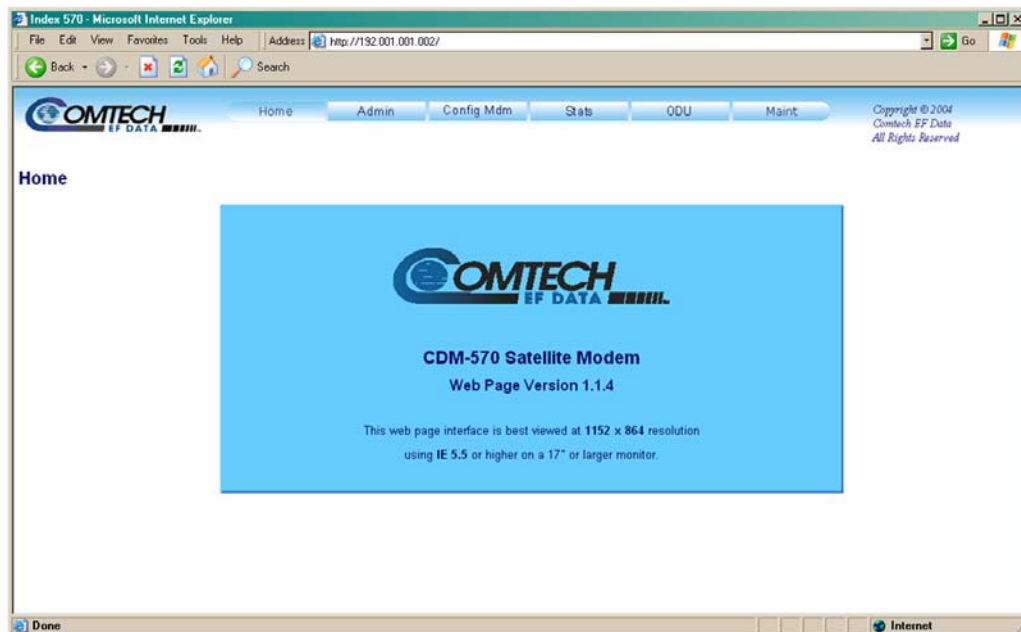 Index 570 - Microsoft Internet Explorer
File Edit View Favorites Tools Help Address http://192.001.001.002/ Go
Back Search
COMTECH
EF DATA
Home Admin Config Mdm Stats ODU Maint
Copyright © 2004
Comtech EF Data
All Rights Reserved
Home
COMTECH
EF DATA
CDM-570 Satellite Modem
Web Page Version 1.1.4
This web page interface is best viewed at 1152 x 864 resolution
using IE 5.5 or higher on a 17" or larger monitor.
Done Internet